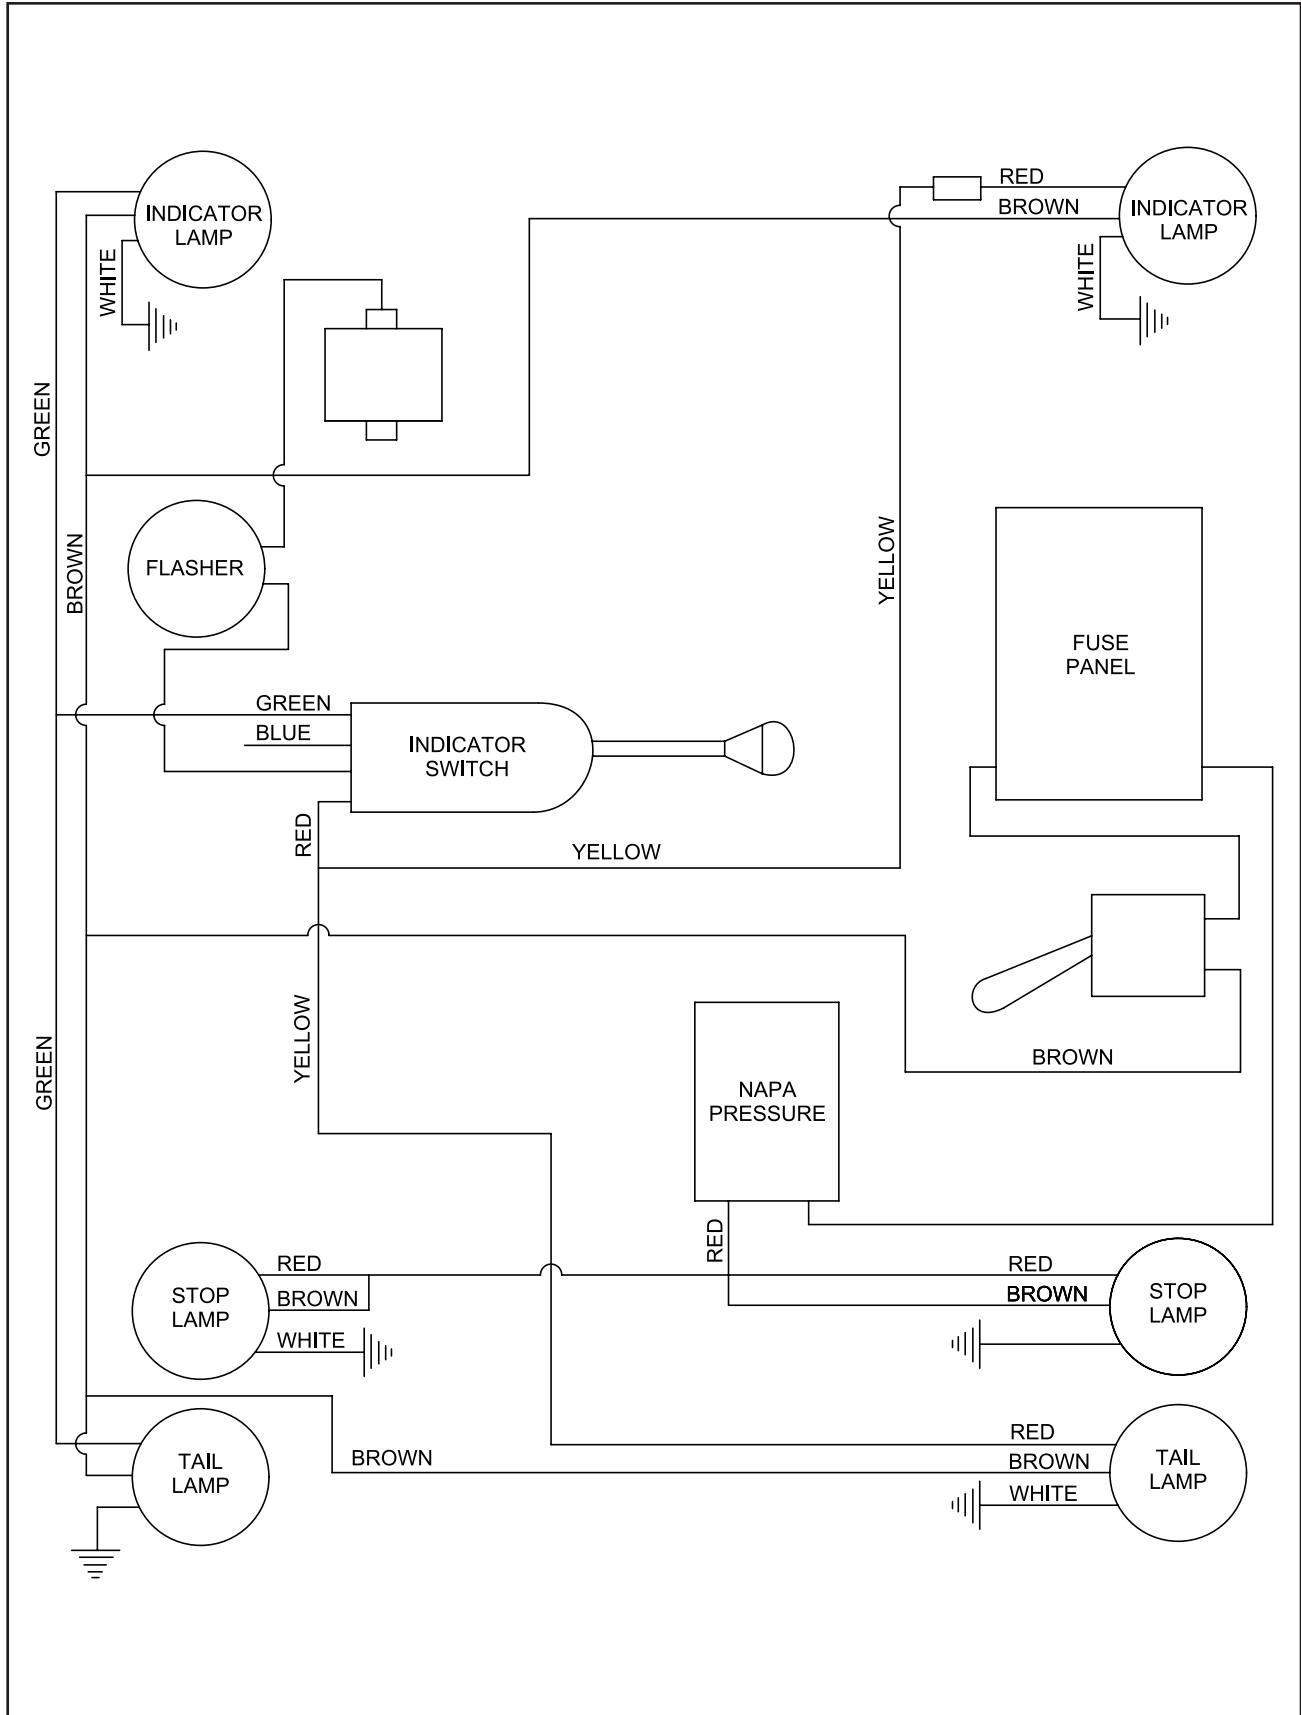 RED
BROWN
INDICATOR
LAMP
INDICATOR
LAMP
WHITE
WHITE
GREEN
BROWN
FLASHER
YELLOW
FUSE
PANEL
GREEN
BLUE
INDICATOR
SWITCH
RED
YELLOW
YELLOW
GREEN
BROWN
NAPA
PRESSURE
RED
RED
BROWN
WHITE
STOP
LAMP
RED
BROWN
STOP
LAMP
TAIL
LAMP
BROWN
RED
BROWN
WHITE
TAIL
LAMP